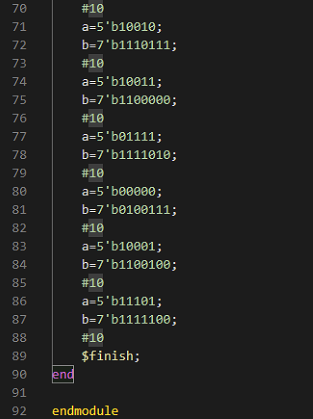 70 #10
71 a=5'b10010;
72 b=7'b1110111;
73 #10
74 a=5'b10011;
75 b=7'b1100000;
76 #10
77 a=5'b01111;
78 b=7'b1111010;
79 #10
80 a=5'b00000;
81 b=7'b0100111;
82 #10
83 a=5'b10001;
84 b=7'b1100100;
85 #10
86 a=5'b11101;
87 b=7'b1111100;
88 #10
89 $finish;
90 end
91
92 endmodule